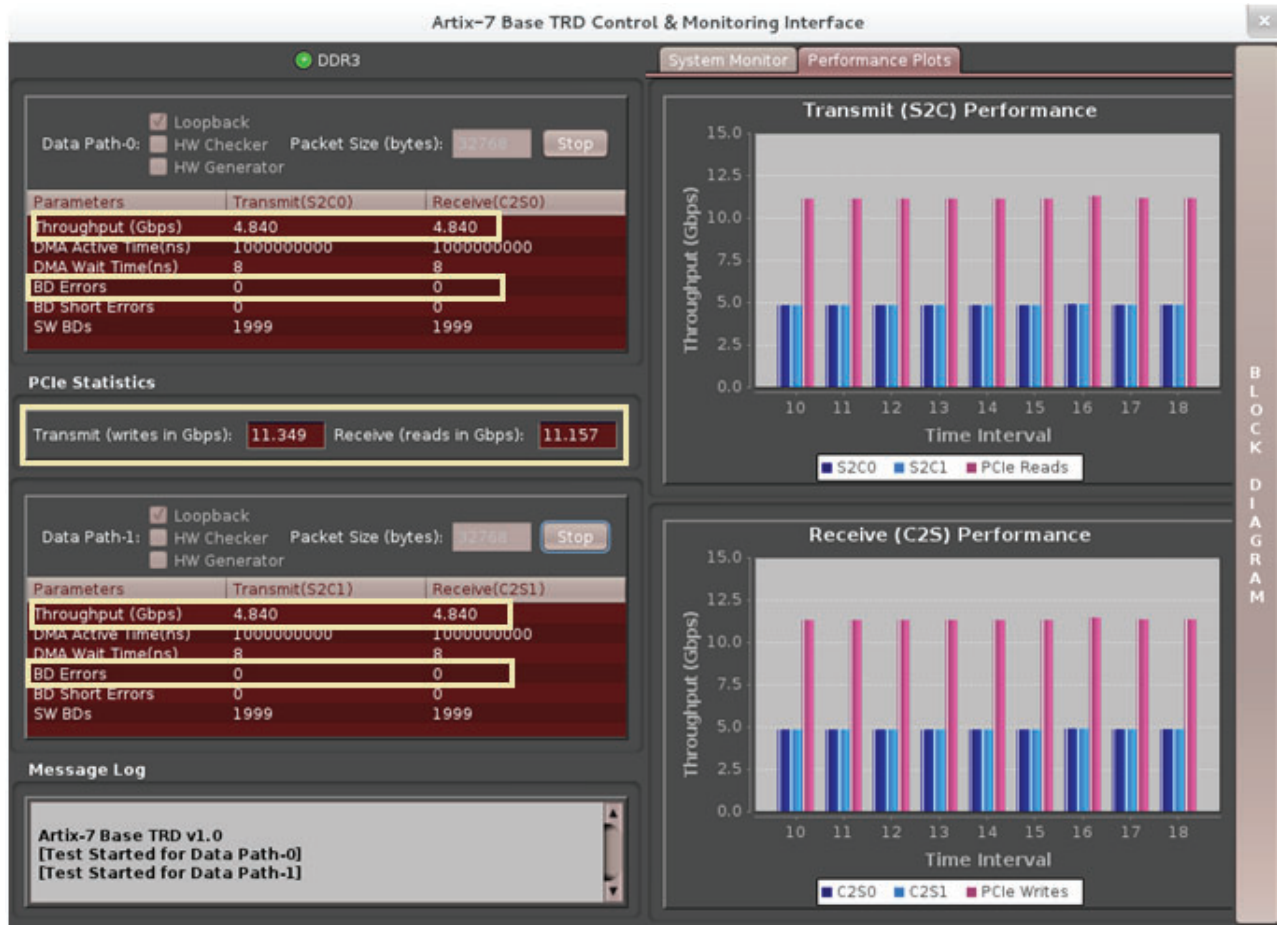 Artix-7 Base TRD Control & Monitoring Interface
DDR3
Loopback
Data Path-0: HW Checker Packet Size (bytes): 32768 Stop
HW Generator
Parameters Transmit(S2C0) Receive(C2S0)
Throughput (Gbps) 4.840 4.840
DMA Active Time(ns) 1000000000 1000000000
DMA Wait Time(ns) 8 8
BD Errors 0 0
BD Short Errors 0 0
SW BDs 1999 1999
PCIe Statistics
Transmit (writes in Gbps): 11.349 Receive (reads in Gbps): 11.157
Loopback
Data Path-1: HW Checker Packet Size (bytes): 32768 Stop
HW Generator
Parameters Transmit(S2C1) Receive(C2S1)
Throughput (Gbps) 4.840 4.840
DMA Active Time(ns) 1000000000 1000000000
DMA Wait Time(ns) 8 8
BD Errors 0 0
BD Short Errors 0 0
SW BDs 1999 1999
Message Log
Artix-7 Base TRD v1.0
[Test Started for Data Path-0]
[Test Started for Data Path-1]
System Monitor Performance Plots
Transmit (S2C) Performance
Throughput (Gbps)
15.0
12.5
10.0
7.5
5.0
2.5
0.0
10 11 12 13 14 15 16 17 18
Time Interval
S2C0 S2C1 PCIe Reads
Receive (C2S) Performance
Throughput (Gbps)
15.0
12.5
10.0
7.5
5.0
2.5
0.0
10 11 12 13 14 15 16 17 18
Time Interval
C2S0 C2S1 PCIe Writes
BLOCK DIAGRAM